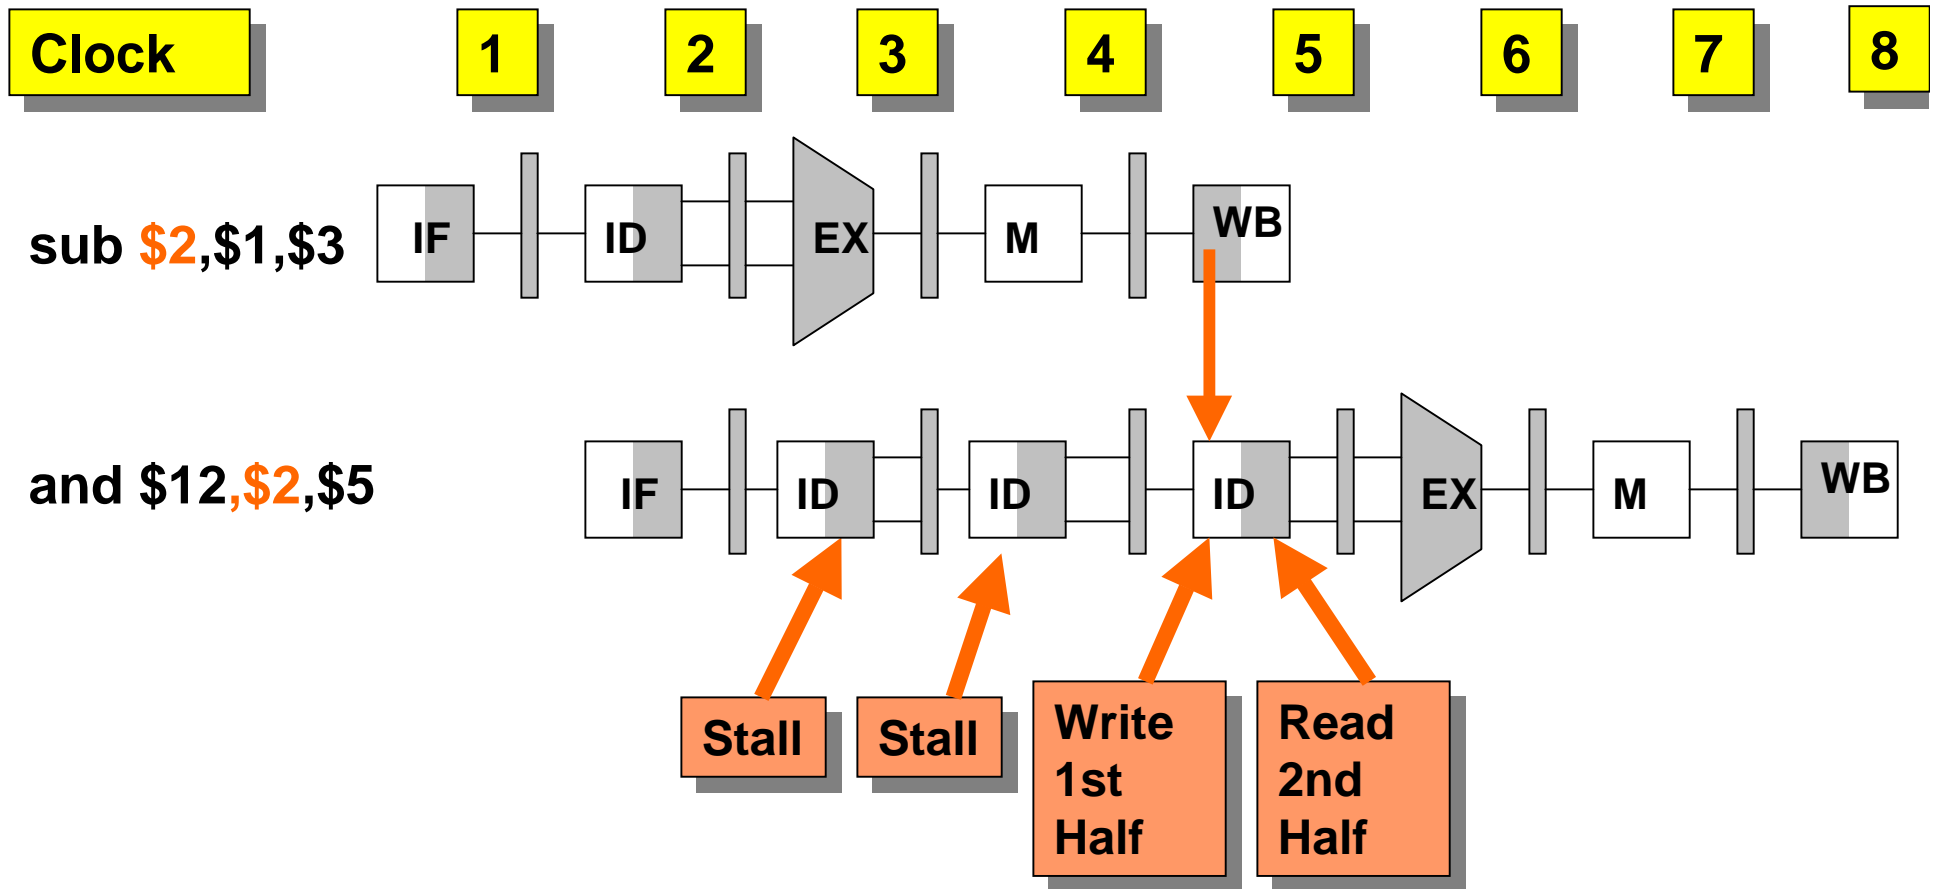 Clock 1 2 3 4 5 6 7 8
sub $2,$1,$3 IF ID EX M WB
and $12,$2,$5 IF ID ID ID EX M WB
Stall
Stall
Write
1st
Half
Read
2nd
Half